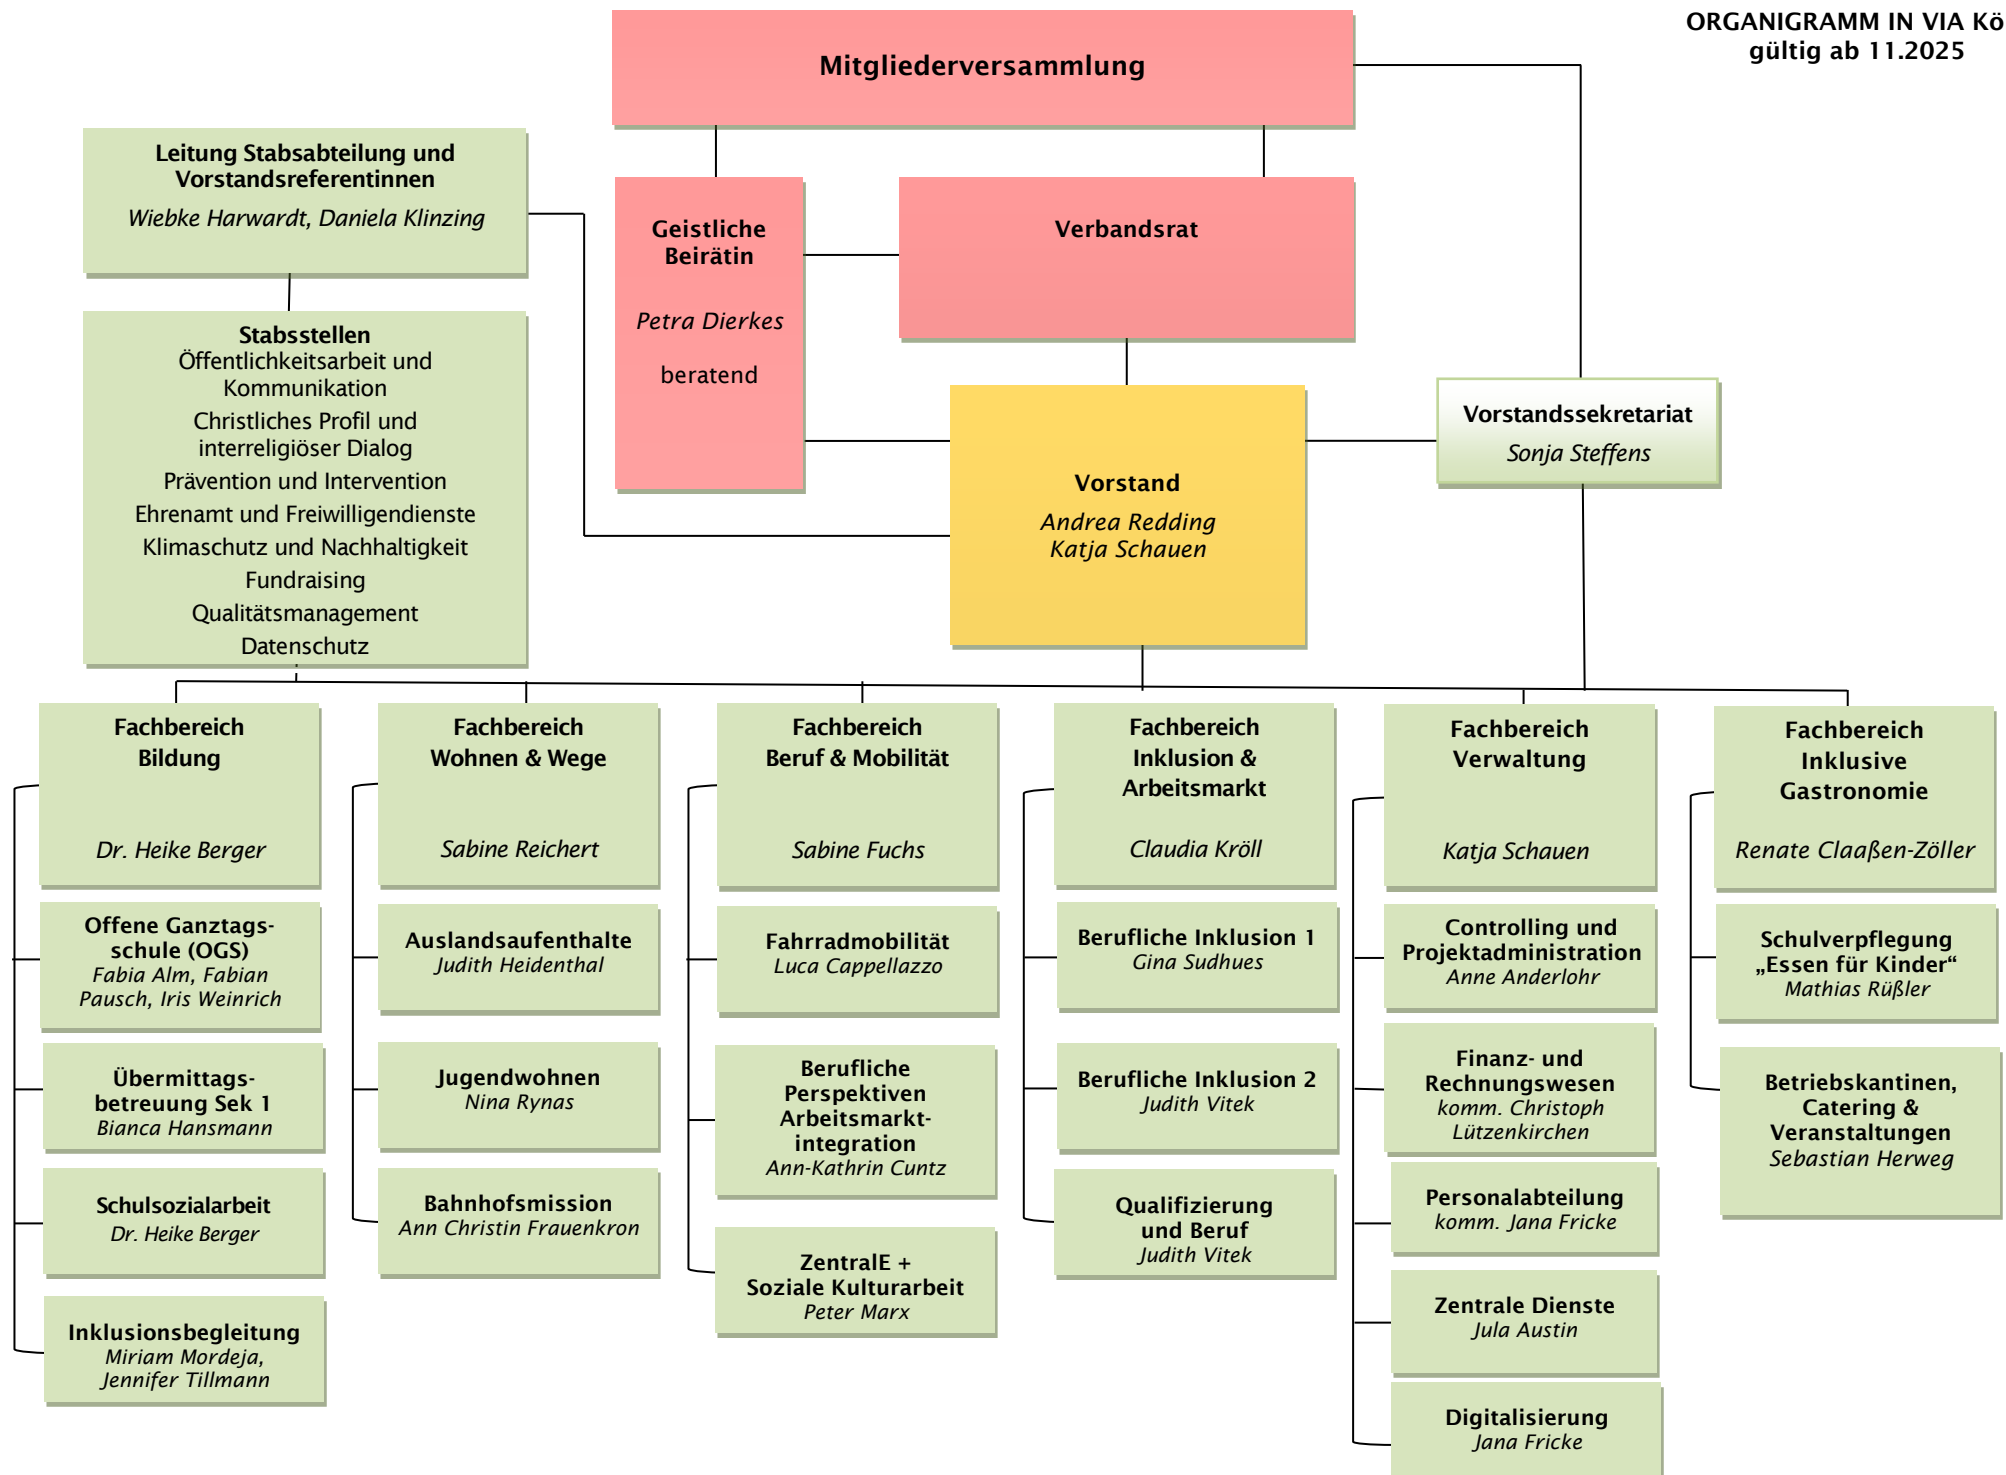 ORGANIGRAMM IN VIA Kö
gültig ab 11.2025
Mitgliederversammlung
Leitung Stabsabteilung und
Vorstandsreferentinnen
Wiebke Harwardt, Daniela Klinzing
Geistliche
Beirätin
Petra Dierkes
beratend
Verbandsrat
Stabsstellen
Öffentlichkeitsarbeit und
Kommunikation
Christliches Profil und
interreligiöser Dialog
Prävention und Intervention
Ehrenamt und Freiwilligendienste
Klimaschutz und Nachhaltigkeit
Fundraising
Qualitätsmanagement
Datenschutz
Vorstand
Andrea Redding
Katja Schauen
Vorstandssekretariat
Sonja Steffens
Fachbereich
Bildung
Dr. Heike Berger
Offene Ganztags-
schule (OGS)
Fabia Alm, Fabian
Pausch, Iris Weinrich
Übermittags-
betreuung Sek 1
Bianca Hansmann
Schulsozialarbeit
Dr. Heike Berger
Inklusionsbegleitung
Miriam Mordeja,
Jennifer Tillmann
Fachbereich
Wohnen & Wege
Sabine Reichert
Auslandsaufenthalte
Judith Heidenthal
Jugendwohnen
Nina Rynas
Bahnhofsmission
Ann Christin Frauenkron
Fachbereich
Beruf & Mobilität
Sabine Fuchs
Fahrradmobilität
Luca Cappellazzo
Berufliche
Perspektiven
Arbeitsmarkt-
integration
Ann-Kathrin Cuntz
ZentralE +
Soziale Kulturarbeit
Peter Marx
Fachbereich
Inklusion &
Arbeitsmarkt
Claudia Kröll
Berufliche Inklusion 1
Gina Sudhues
Berufliche Inklusion 2
Judith Vitek
Qualifizierung
und Beruf
Judith Vitek
Fachbereich
Verwaltung
Katja Schauen
Controlling und
Projektadministration
Anne Anderlohr
Finanz- und
Rechnungswesen
komm. Christoph
Lützenkirchen
Personalabteilung
komm. Jana Fricke
Zentrale Dienste
Jula Austin
Digitalisierung
Jana Fricke
Fachbereich
Inklusive
Gastronomie
Renate Claaßen-Zöller
Schulverpflegung
„Essen für Kinder“
Mathias Rüßler
Betriebskantinen,
Catering &
Veranstaltungen
Sebastian Herweg